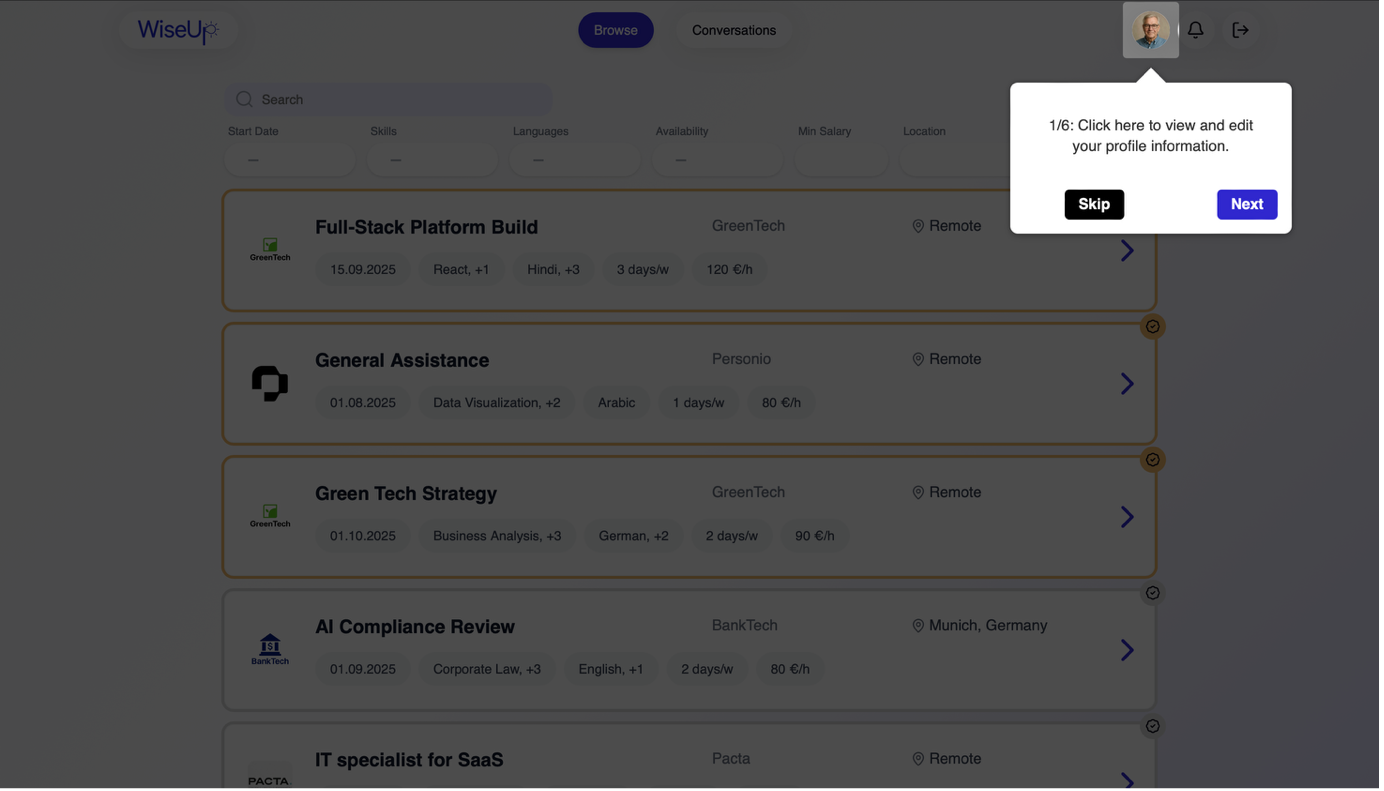 WiseUp
Browse
Conversations
Search
Start Date
Skills
Languages
Availability
Min Salary
Location
—
—
—
—
1/6: Click here to view and edit
your profile information.
Skip
Next
Full-Stack Platform Build
GreenTech
Remote
GreenTech
15.09.2025
React, +1
Hindi, +3
3 days/w
120 €/h
General Assistance
Personio
Remote
01.08.2025
Data Visualization, +2
Arabic
1 days/w
80 €/h
Green Tech Strategy
GreenTech
Remote
GreenTech
01.10.2025
Business Analysis, +3
German, +2
2 days/w
90 €/h
AI Compliance Review
BankTech
Munich, Germany
BankTech
01.09.2025
Corporate Law, +3
English, +1
2 days/w
80 €/h
IT specialist for SaaS
Pacta
Remote
PACTA